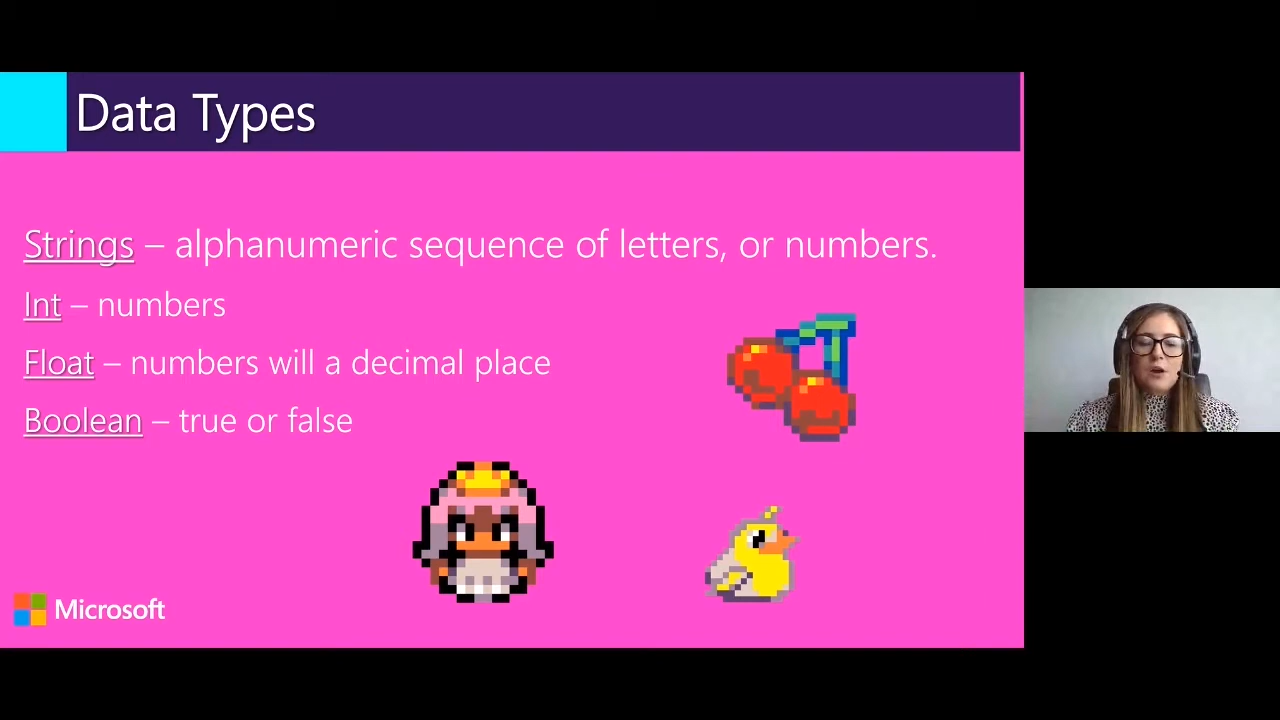 Data Types
Strings – alphanumeric sequence of letters, or numbers.
Int – numbers
Float – numbers will a decimal place
Boolean – true or false
Microsoft